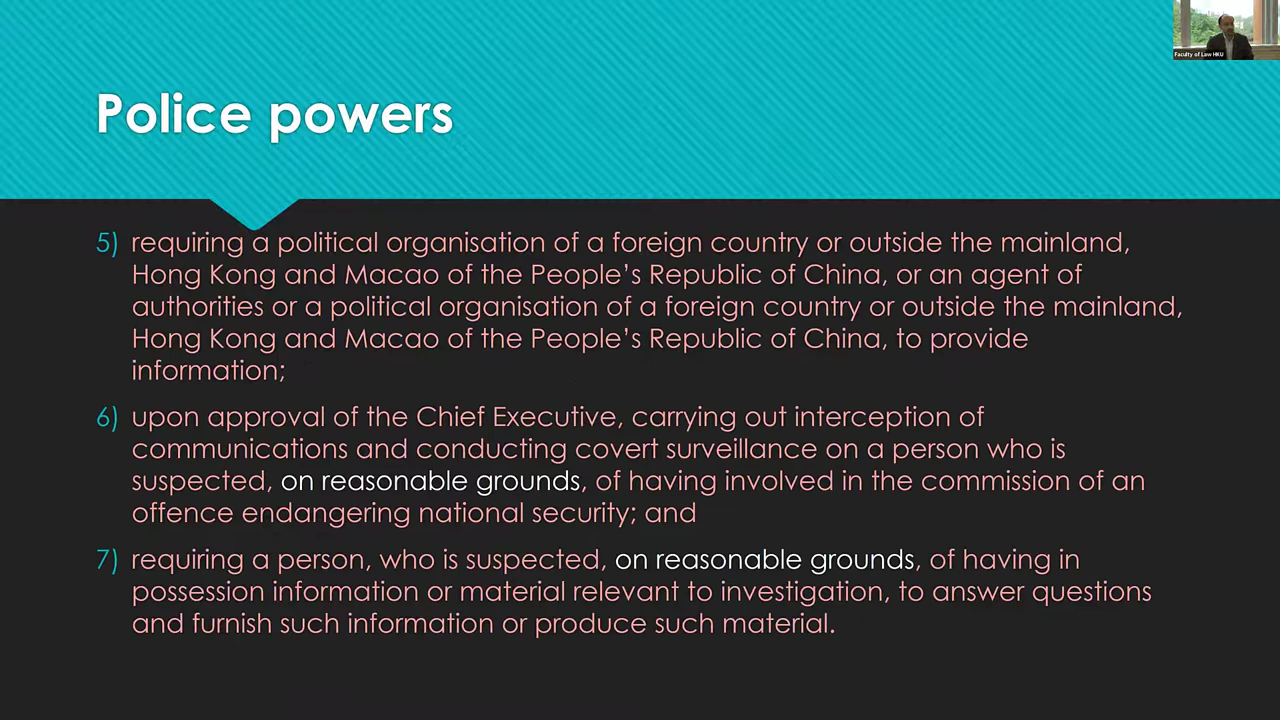 Faculty of Law HKU
Police powers
5) requiring a political organisation of a foreign country or outside the mainland,
Hong Kong and Macao of the People’s Republic of China, or an agent of
authorities or a political organisation of a foreign country or outside the mainland,
Hong Kong and Macao of the People’s Republic of China, to provide
information;
6) upon approval of the Chief Executive, carrying out interception of
communications and conducting covert surveillance on a person who is
suspected, on reasonable grounds, of having involved in the commission of an
offence endangering national security; and
7) requiring a person, who is suspected, on reasonable grounds, of having in
possession information or material relevant to investigation, to answer questions
and furnish such information or produce such material.